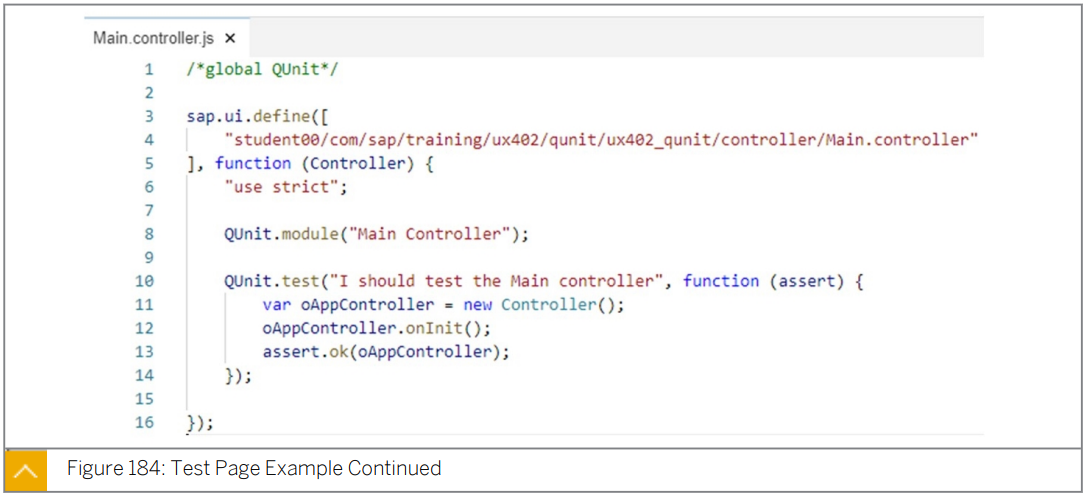 Main.controller.js ×
1 /*global QUnit*/
2
3 sap.ui.define([
4 "student00/com/sap/training/ux402/qunit/ux402_qunit/controller/Main.controller"
5 ], function (Controller) {
6 "use strict";
7
8 QUnit.module("Main Controller");
9
10 QUnit.test("I should test the Main controller", function (assert) {
11 var oAppController = new Controller();
12 oAppController.onInit();
13 assert.ok(oAppController);
14 });
15
16 });
Figure 184: Test Page Example Continued